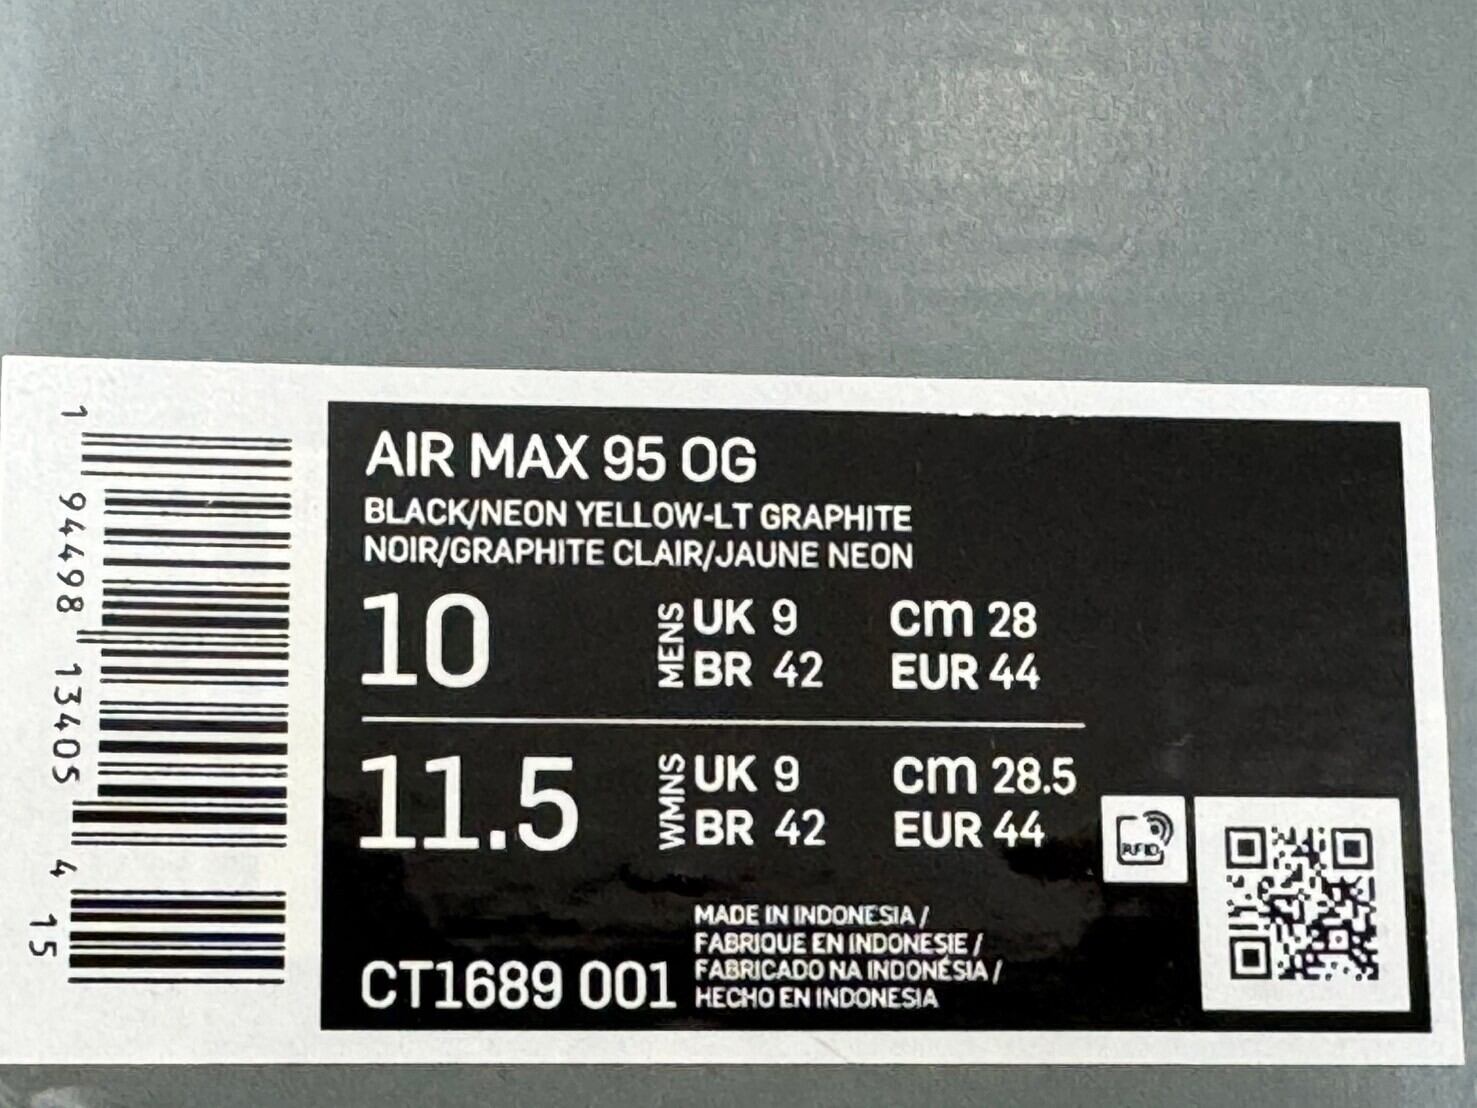 1 94498 13405 4 15
AIR MAX 95 OG
BLACK/NEON YELLOW-LT GRAPHITE
NOIR/GRAPHITE CLAIR/JAUNE NEON
10 MENS UK 9 cm 28
BR 42 EUR 44
11.5 WMNS UK 9 cm 28.5
BR 42 EUR 44
RFID
MADE IN INDONESIA /
FABRIQUE EN INDONESIE /
FABRICADO NA INDONÉSIA /
HECHO EN INDONESIA
CT1689 001